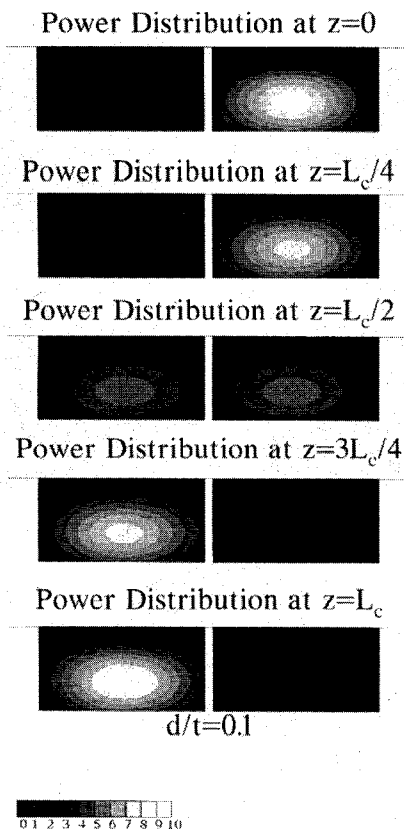 Power Distribution at z=0
Power Distribution at z=L_c/4
Power Distribution at z=L_c/2
Power Distribution at z=3L_c/4
Power Distribution at z=L_c
d/t=0.1
0 1 2 3 4 5 6 7 8 9 10